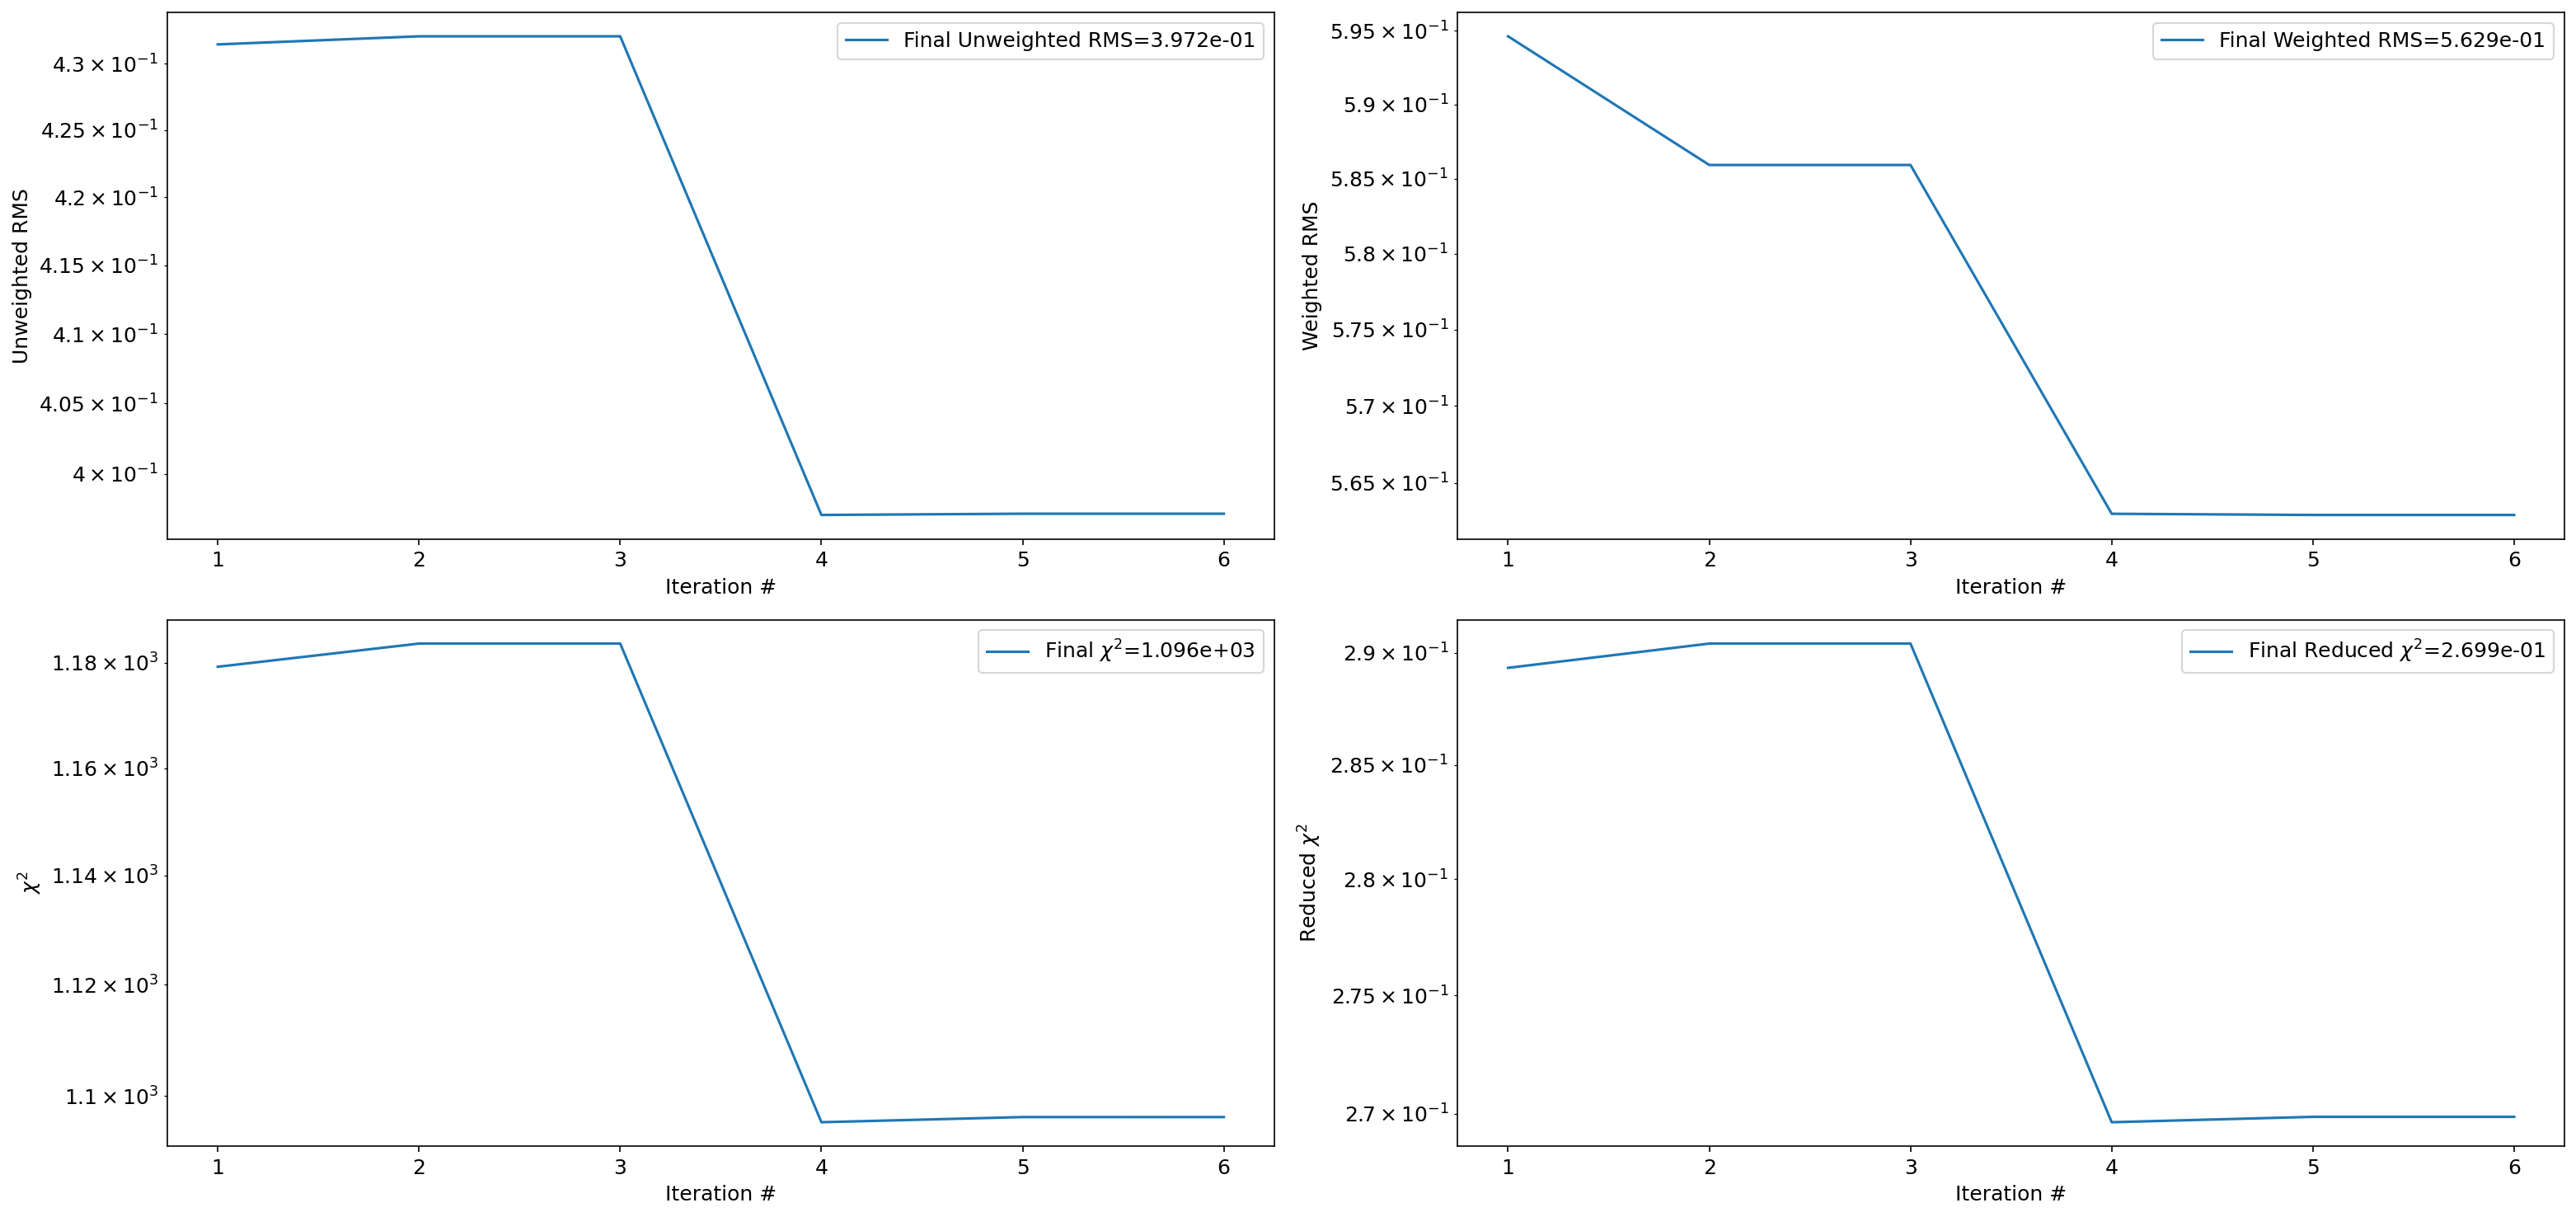 Unweighted RMS
4.3 × 10⁻¹
4.25 × 10⁻¹
4.2 × 10⁻¹
4.15 × 10⁻¹
4.1 × 10⁻¹
4.05 × 10⁻¹
4 × 10⁻¹
Final Unweighted RMS=3.972e-01
1 2 3 4 5 6
Iteration #
Weighted RMS
5.95 × 10⁻¹
5.9 × 10⁻¹
5.85 × 10⁻¹
5.8 × 10⁻¹
5.75 × 10⁻¹
5.7 × 10⁻¹
5.65 × 10⁻¹
Final Weighted RMS=5.629e-01
1 2 3 4 5 6
Iteration #
χ²
1.18 × 10³
1.16 × 10³
1.14 × 10³
1.12 × 10³
1.1 × 10³
Final χ²=1.096e+03
1 2 3 4 5 6
Iteration #
Reduced χ²
2.9 × 10⁻¹
2.85 × 10⁻¹
2.8 × 10⁻¹
2.75 × 10⁻¹
2.7 × 10⁻¹
Final Reduced χ²=2.699e-01
1 2 3 4 5 6
Iteration #